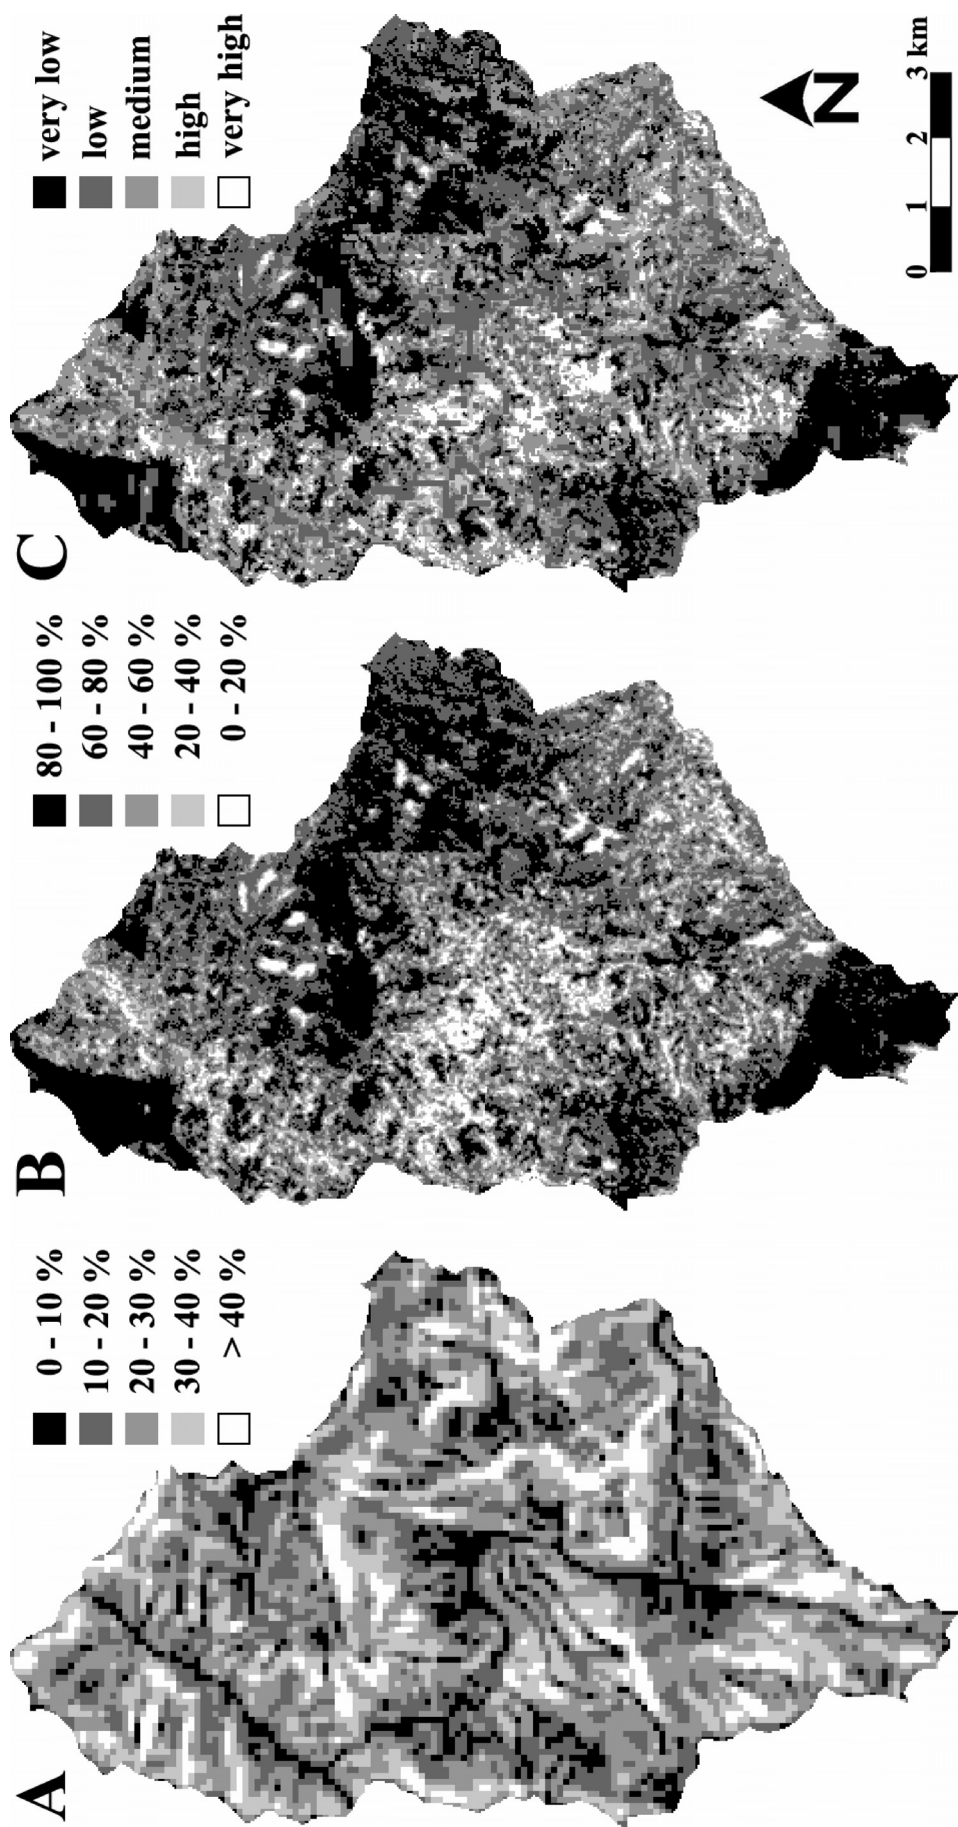 A
0 - 10 %
10 - 20 %
20 - 30 %
30 - 40 %
> 40 %
B
80 - 100 %
60 - 80 %
40 - 60 %
20 - 40 %
0 - 20 %
C
very low
low
medium
high
very high
N
0 1 2 3 km